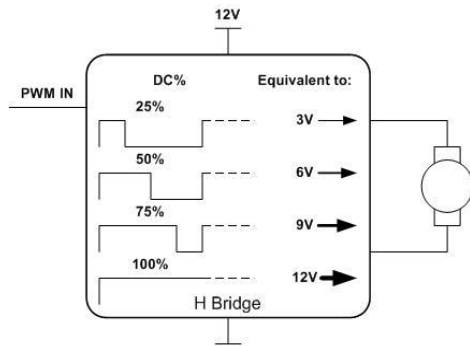 12V
DC% Equivalent to:
PWM IN
25%
3V
50%
6V
75%
9V
100%
12V
H Bridge